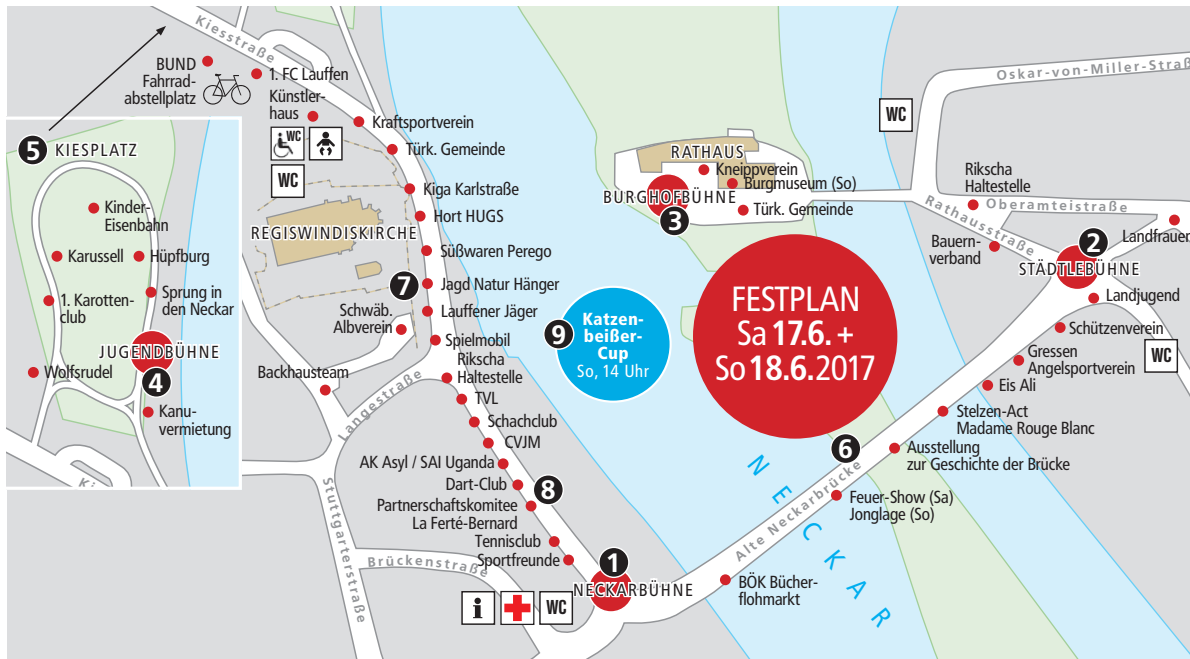 Kiesstraße
BUND
Fahrrad-
abstellplatz
1. FC Lauffen
Künstler-
haus
WC
WC
Kraftsportverein
Türk. Gemeinde
Kiga Karlstraße
Hort HUGS
REGISWINDISKIRCHE
Süßwaren Perego
7
Jagd Natur Hänger
Schwäb.
Albverein
Lauffener Jäger
Spielmobil
Backhausteam
Rikscha
Haltestelle
Langestraße
TVL
Schachclub
CVJM
AK Asyl / SAI Uganda
Dart-Club
8
Partnerschaftskomitee
La Ferté-Bernard
Tennisclub
Sportfreunde
Stuttgarterstraße
Brückenstraße
1
NECKARBÜHNE
i
WC
5
KIESPLATZ
Kinder-
Eisenbahn
Karussell
Hüpfburg
1. Karotten-
club
Sprung in
den Neckar
JUGENDBÜHNE
4
Wolfsrudel
Kanu-
vermietung
Ki
9
Katzen-
beißer-
Cup
So, 14 Uhr
FESTPLAN
Sa 17.6. +
So 18.6.2017
RATHAUS
Kneippverein
Burgmuseum (So)
BURGHOFBÜHNE
3
Türk. Gemeinde
WC
Oskar-von-Miller-Straß
Rikscha
Haltestelle
Oberamteistraße
Rathausstraße
Landfrauen
Bauern-
verband
2
STÄDTLEBÜHNE
Landjugend
Schützenverein
WC
Gressen
Angelsportverein
Eis Ali
Stelzen-Act
Madame Rouge Blanc
6
Ausstellung
zur Geschichte der Brücke
Alte Neckarbrücke
Feuer-Show (Sa)
Jonglage (So)
BÖK Bücher-
flohmarkt
NECKAR